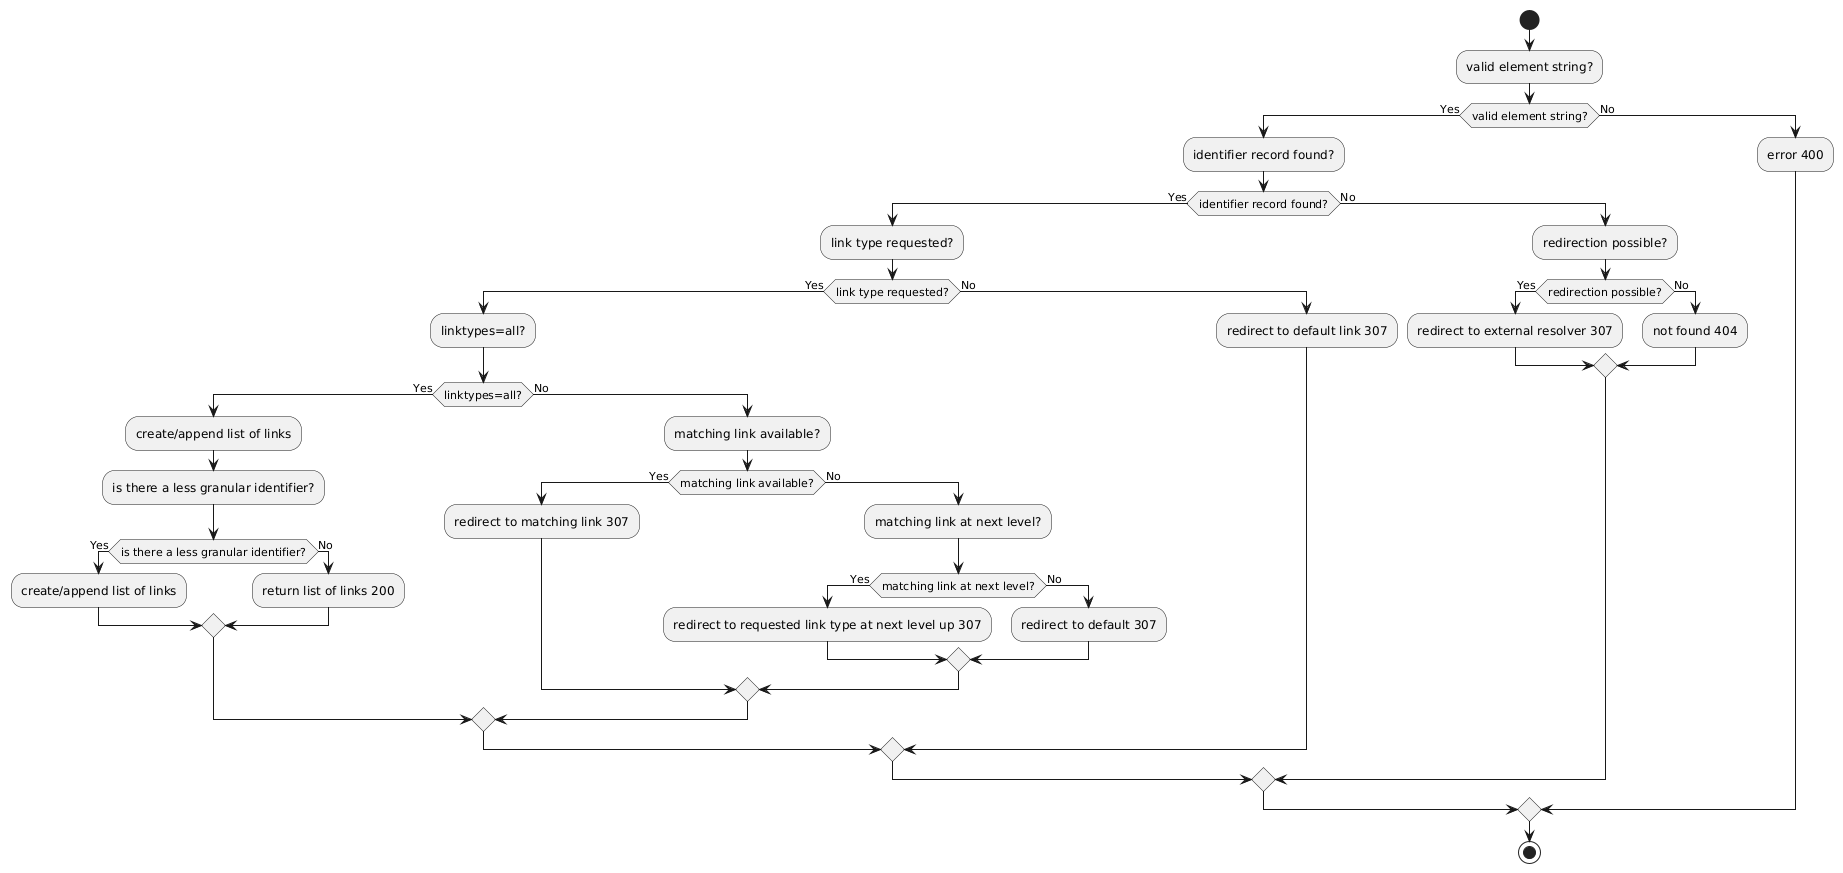 valid element string?
Yes
valid element string?
No
identifier record found?
error 400
Yes
identifier record found?
No
link type requested?
redirection possible?
Yes
link type requested?
No
Yes
redirection possible?
No
linktypes=all?
redirect to default link 307
redirect to external resolver 307
not found 404
Yes
linktypes=all?
No
create/append list of links
matching link available?
Yes
matching link available?
No
is there a less granular identifier?
redirect to matching link 307
matching link at next level?
Yes
is there a less granular identifier?
No
Yes
matching link at next level?
No
create/append list of links
return list of links 200
redirect to requested link type at next level up 307
redirect to default 307